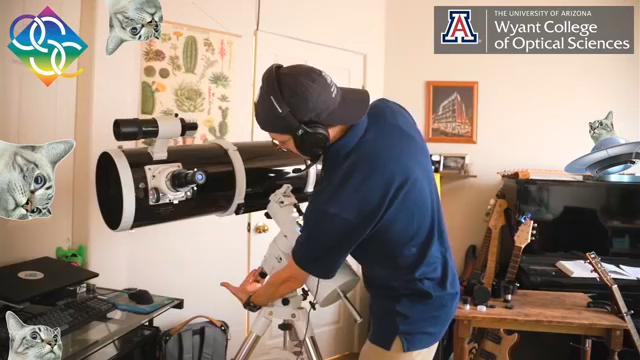 THE UNIVERSITY OF ARIZONA
Wyant College
of Optical Sciences
A